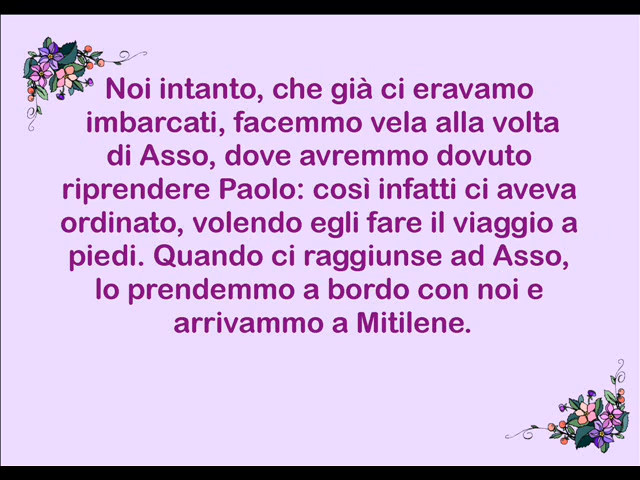 Noi intanto, che già ci eravamo
imbarcati, facemmo vela alla volta
di Asso, dove avremmo dovuto
riprendere Paolo: così infatti ci aveva
ordinato, volendo egli fare il viaggio a
piedi. Quando ci raggiunse ad Asso,
lo prendemmo a bordo con noi e
arrivammo a Mitilene.